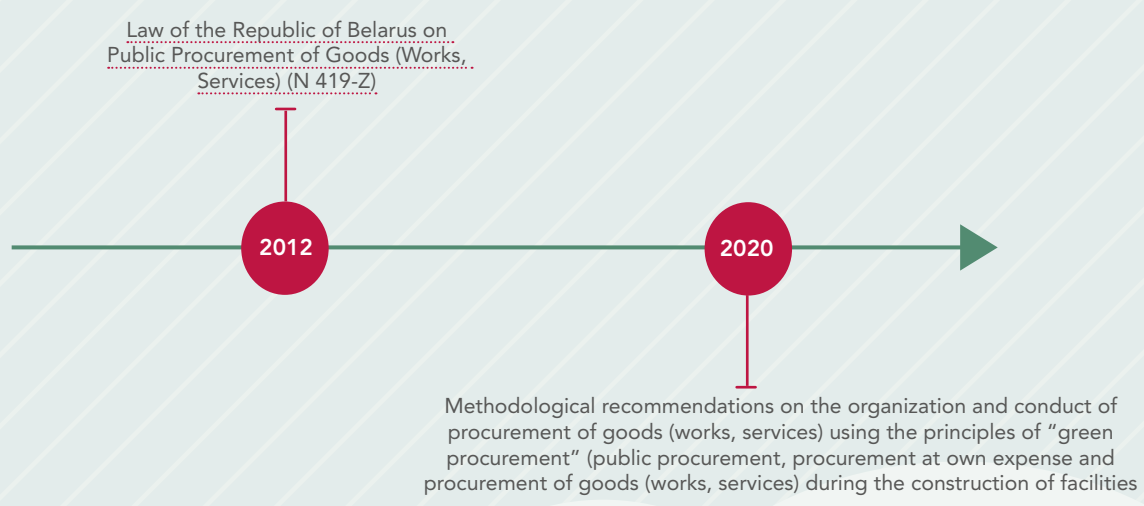 Law of the Republic of Belarus on
Public Procurement of Goods (Works,
Services) (N 419-Z)
2012
2020
Methodological recommendations on the organization and conduct of
procurement of goods (works, services) using the principles of “green
procurement” (public procurement, procurement at own expense and
procurement of goods (works, services) during the construction of facilities